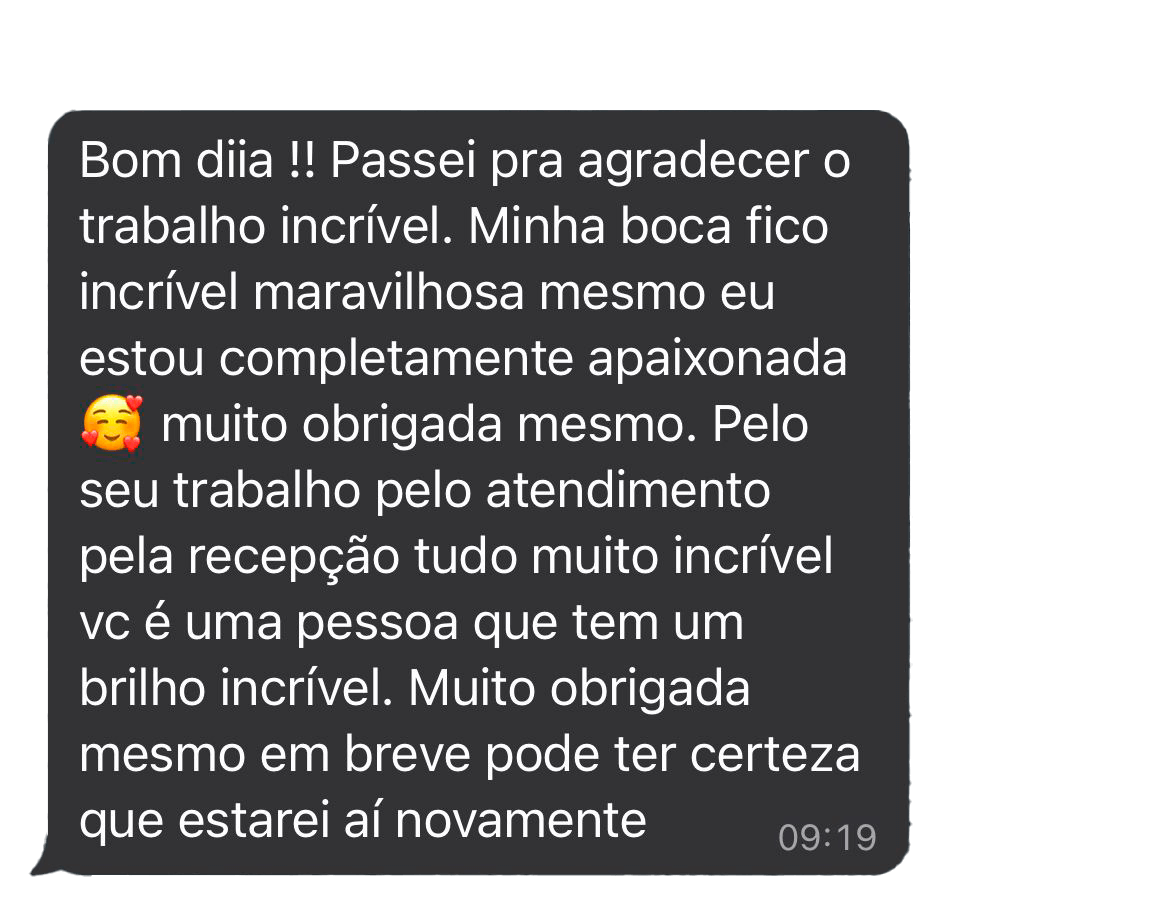 Bom diia !! Passei pra agradecer o
trabalho incrível. Minha boca fico
incrível maravilhosa mesmo eu
estou completamente apaixonada
🥰 muito obrigada mesmo. Pelo
seu trabalho pelo atendimento
pela recepção tudo muito incrível
vc é uma pessoa que tem um
brilho incrível. Muito obrigada
mesmo em breve pode ter certeza
que estarei aí novamente
09:19